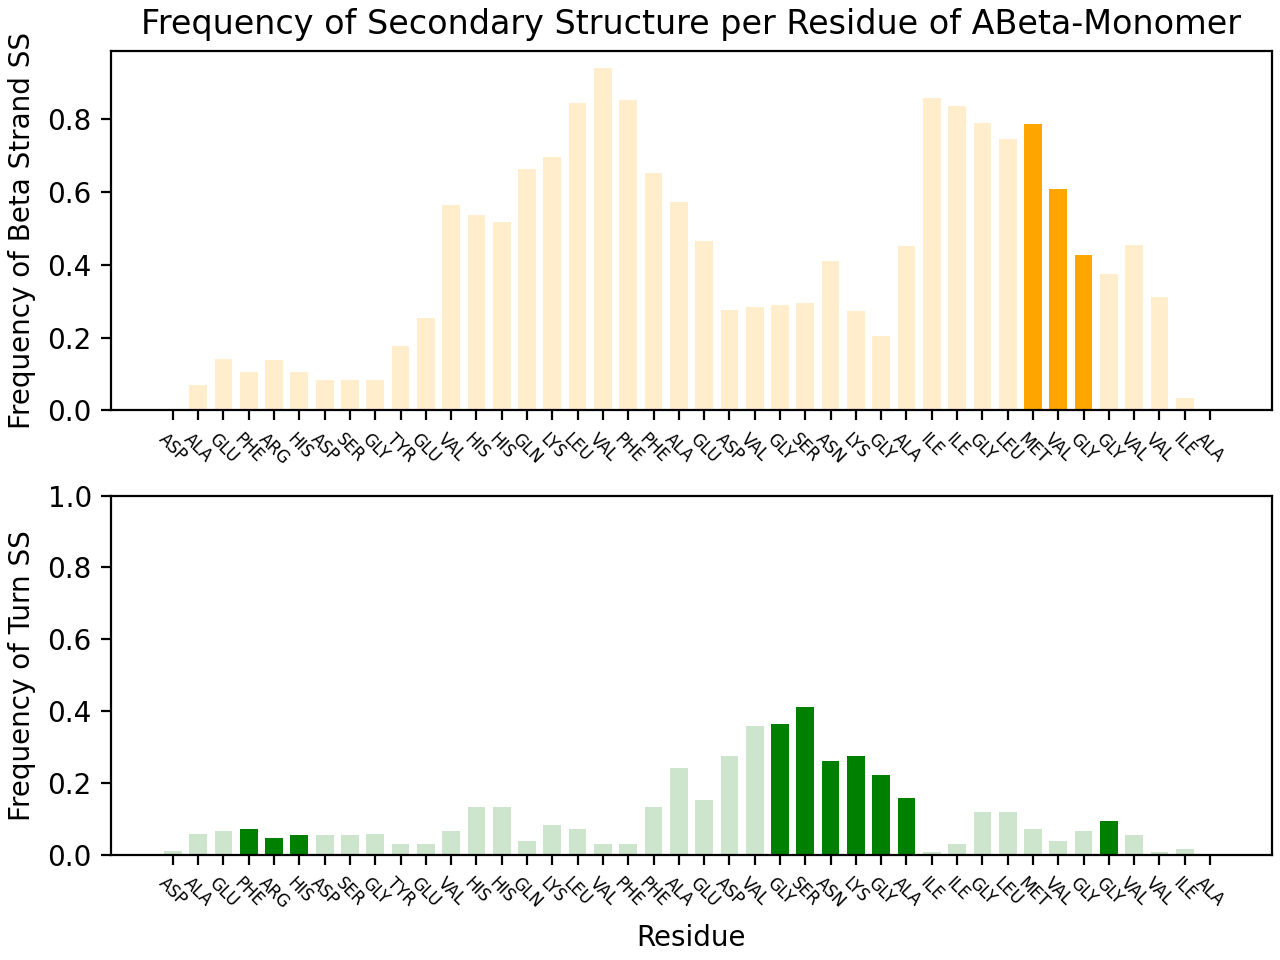 Frequency of Secondary Structure per Residue of ABeta-Monomer
Frequency of Beta Strand SS
0.8
0.6
0.4
0.2
0.0
ASP ALA GLU PHE ARG HIS ASP SER GLY TYR GLU VAL HIS HIS GLN LYS LEU VAL PHE PHE ALA GLU ASP VAL GLY SER ASN LYS GLY ALA ILE ILE GLY LEU MET VAL GLY GLY VAL VAL ILE ALA
Frequency of Turn SS
1.0
0.8
0.6
0.4
0.2
0.0
ASP ALA GLU PHE ARG HIS ASP SER GLY TYR GLU VAL HIS HIS GLN LYS LEU VAL PHE PHE ALA GLU ASP VAL GLY SER ASN LYS GLY ALA ILE ILE GLY LEU MET VAL GLY GLY VAL VAL ILE ALA
Residue